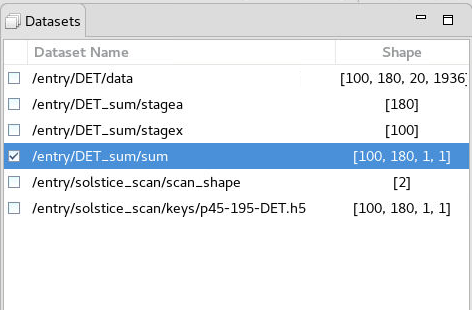 Datasets
Dataset Name Shape
/entry/DET/data [100, 180, 20, 1936]
/entry/DET_sum/stagea [180]
/entry/DET_sum/stagex [100]
/entry/DET_sum/sum [100, 180, 1, 1]
/entry/solstice_scan/scan_shape [2]
/entry/solstice_scan/keys/p45-195-DET.h5 [100, 180, 1, 1]